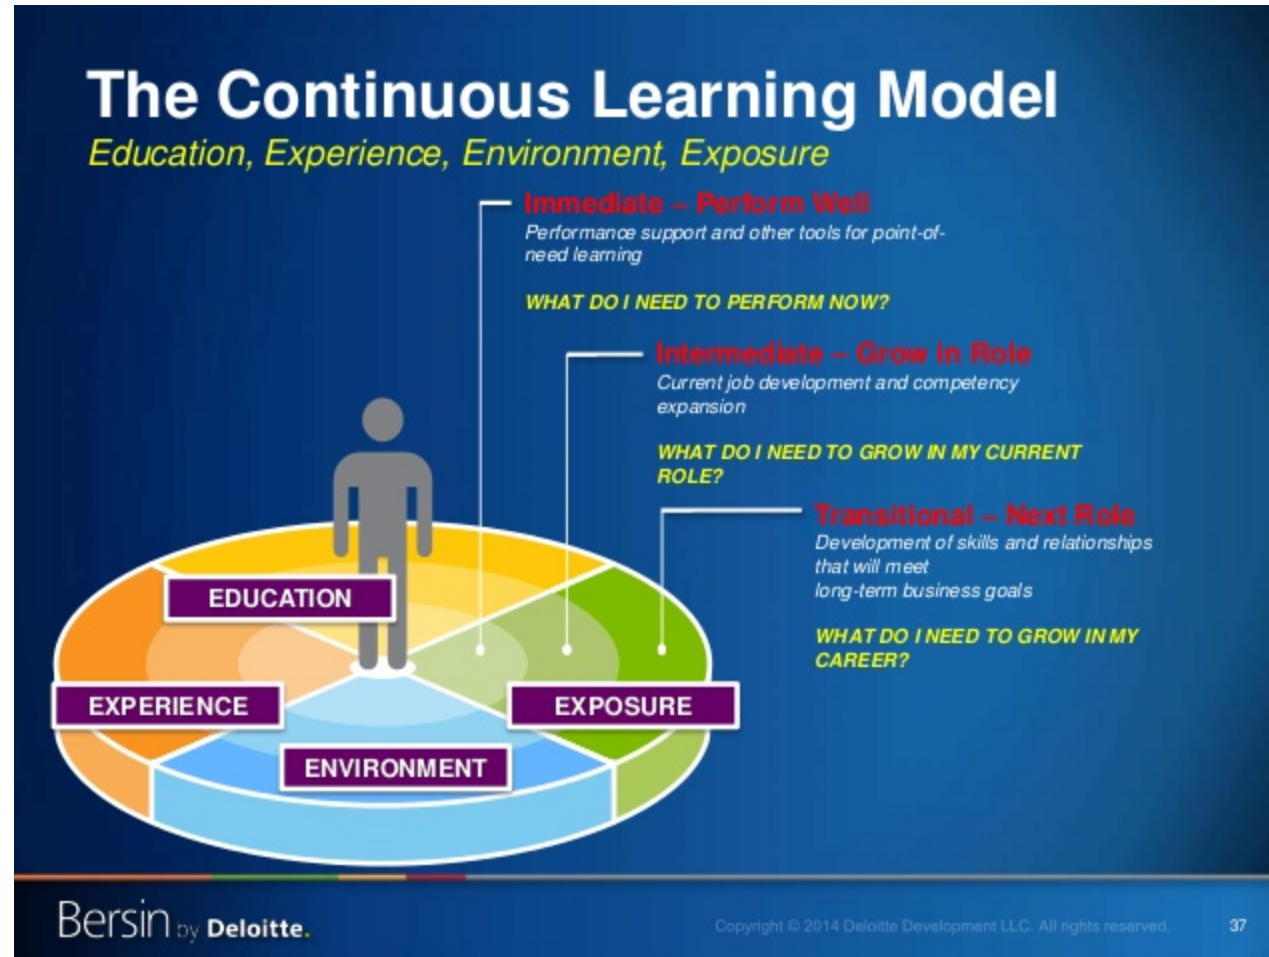 The Continuous Learning Model
Education, Experience, Environment, Exposure
Immediate – Perform Well
Performance support and other tools for point-of-
need learning
WHAT DO I NEED TO PERFORM NOW?
Intermediate – Grow in Role
Current job development and competency
expansion
WHAT DO I NEED TO GROW IN MY CURRENT
ROLE?
Transitional – Next Role
Development of skills and relationships
that will meet
long-term business goals
WHAT DO I NEED TO GROW IN MY
CAREER?
EDUCATION
EXPERIENCE
EXPOSURE
ENVIRONMENT
Bersin by Deloitte.
Copyright © 2014 Deloitte Development LLC. All rights reserved.
37